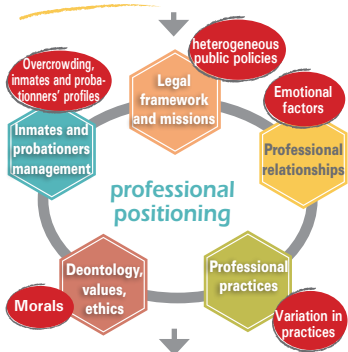 heterogeneous
public policies
Overcrowding,
inmates and proba-
tionners' profiles
Legal
framework
and missions
Emotional
factors
Inmates and
probationers
management
Professional
relationships
professional
positioning
Deontology,
values,
ethics
Professional
practices
Morals
Variation in
practices